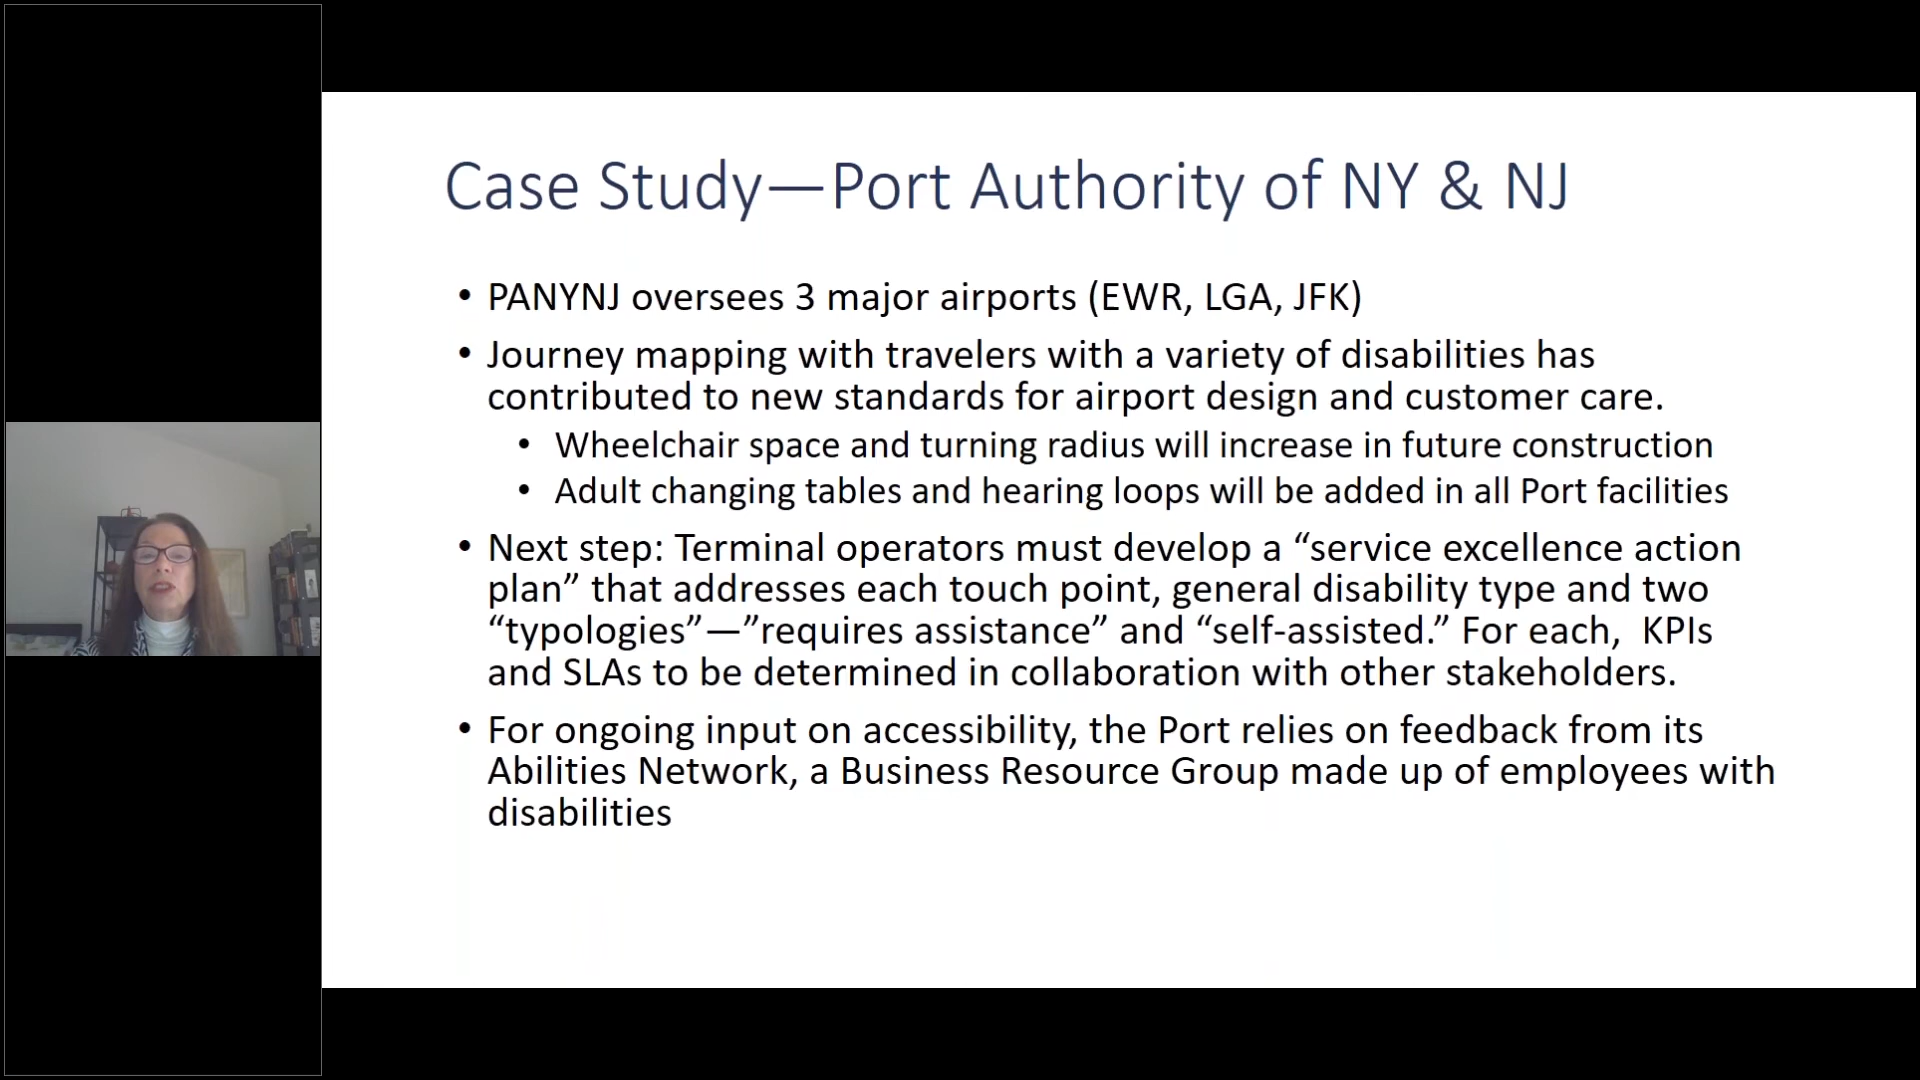 Case Study—Port Authority of NY & NJ
• PANYNJ oversees 3 major airports (EWR, LGA, JFK)
• Journey mapping with travelers with a variety of disabilities has
contributed to new standards for airport design and customer care.
• Wheelchair space and turning radius will increase in future construction
• Adult changing tables and hearing loops will be added in all Port facilities
• Next step: Terminal operators must develop a “service excellence action
plan” that addresses each touch point, general disability type and two
“typologies”—”requires assistance” and “self-assisted.” For each,  KPIs
and SLAs to be determined in collaboration with other stakeholders.
• For ongoing input on accessibility, the Port relies on feedback from its
Abilities Network, a Business Resource Group made up of employees with
disabilities